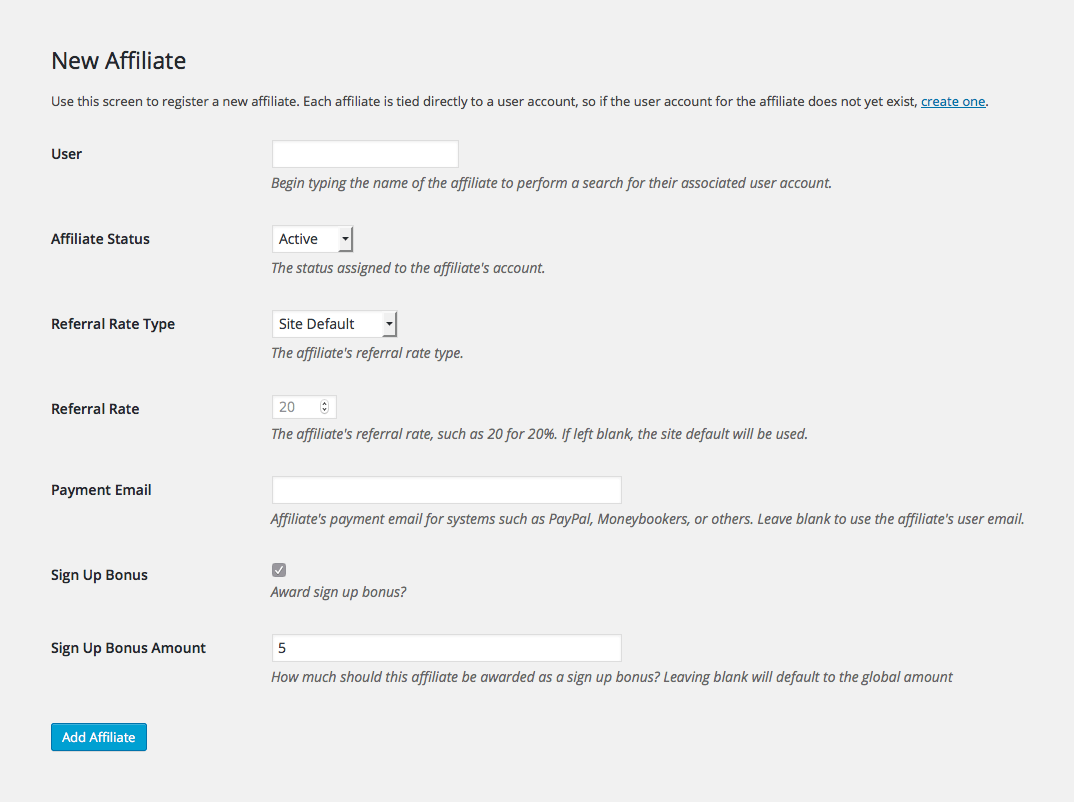 New Affiliate
Use this screen to register a new affiliate. Each affiliate is tied directly to a user account, so if the user account for the affiliate does not yet exist, create one.
User
Begin typing the name of the affiliate to perform a search for their associated user account.
Affiliate Status
Active
The status assigned to the affiliate's account.
Referral Rate Type
Site Default
The affiliate's referral rate type.
Referral Rate
20
The affiliate's referral rate, such as 20 for 20%. If left blank, the site default will be used.
Payment Email
Affiliate's payment email for systems such as PayPal, Moneybookers, or others. Leave blank to use the affiliate's user email.
Sign Up Bonus
Award sign up bonus?
Sign Up Bonus Amount
5
How much should this affiliate be awarded as a sign up bonus? Leaving blank will default to the global amount
Add Affiliate